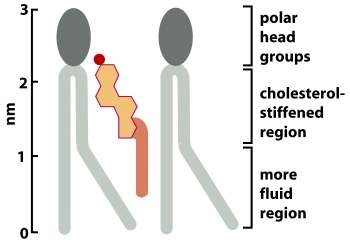 3
2
1
0
nm
polar
head
groups
cholesterol-
stiffened
region
more
fluid
region